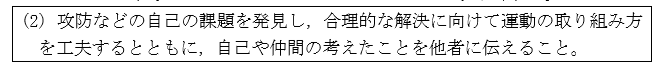 (2) 攻防などの自己の課題を発見し，合理的な解決に向けて運動の取り組み方
を工夫するとともに，自己や仲間の考えたことを他者に伝えること。